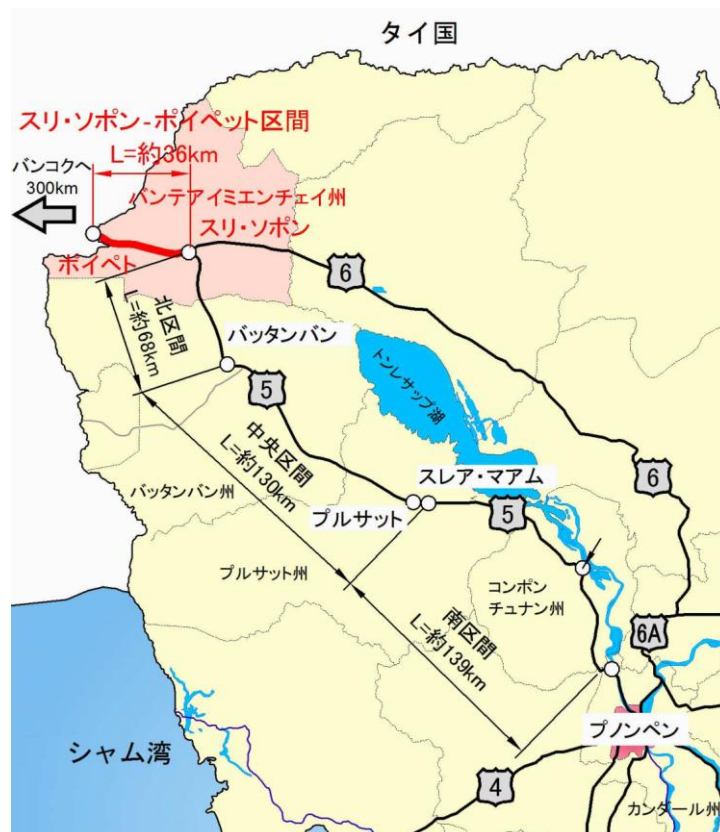 タイ国
スリ・ソポン-ポイペット区間
L=約36km
バンコクへ
300km
バンテアイミエンチェイ州
スリ・ソポン
ポイペト
6
北区間
L=約68km
バッタンバン
トンレサップ湖
5
中央区間
L=約130km
スレア・マアム
6
バッタンバン州
プルサット
5
プルサット州
コンポン
チュナン州
南区間
L=約139km
6A
プノンペン
シャム湾
4
カンダール州